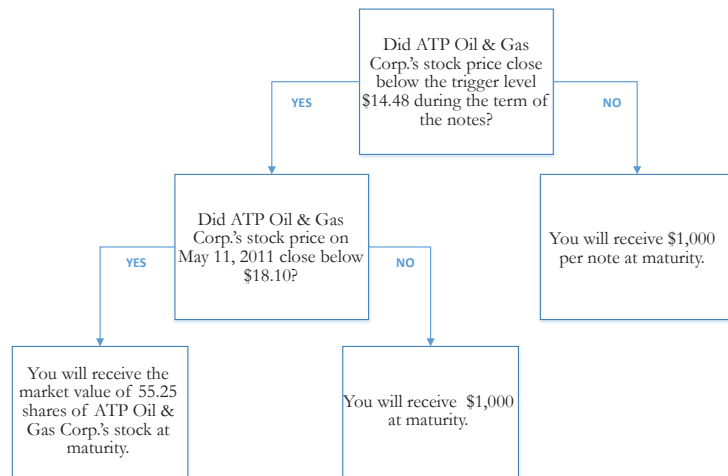 Did ATP Oil & Gas
Corp.'s stock price close
below the trigger level
$14.48 during the term of
the notes?
YES
NO
Did ATP Oil & Gas
Corp.'s stock price on
May 11, 2011 close below
$18.10?
You will receive $1,000
per note at maturity.
YES
NO
You will receive the
market value of 55.25
shares of ATP Oil &
Gas Corp.'s stock at
maturity.
You will receive $1,000
at maturity.